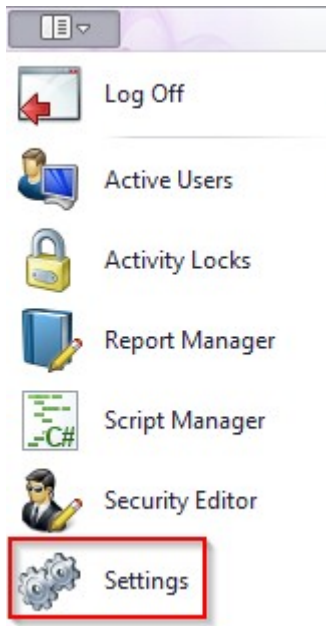 Log Off
Active Users
Activity Locks
Report Manager
C#
Script Manager
Security Editor
Settings